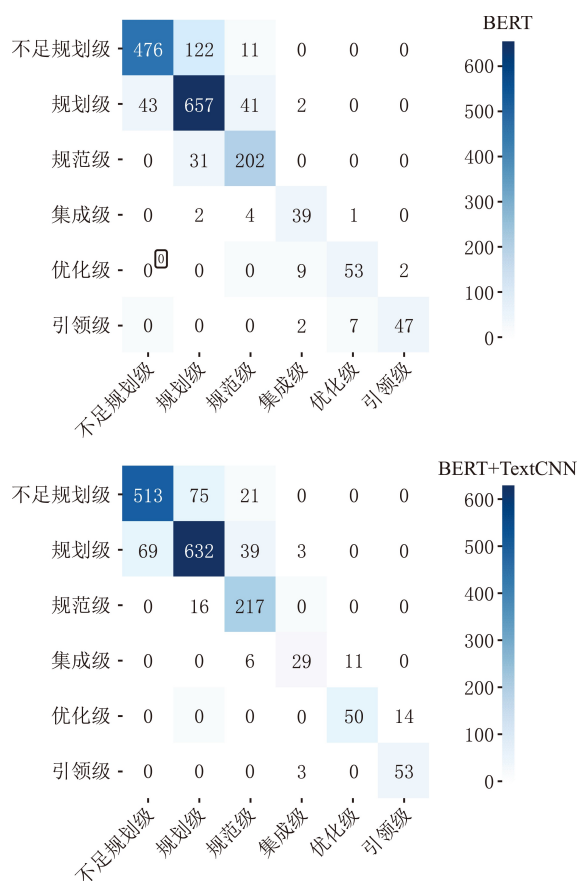 BERT
不足规划级 476 122 11 0 0 0
规划级 43 657 41 2 0 0
规范级 0 31 202 0 0 0
集成级 0 2 4 39 1 0
0
优化级 0 0 0 9 53 2
引领级 0 0 0 2 7 47
不足规划级 规划级 规范级 集成级 优化级 引领级
600
500
400
300
200
100
0
BERT+TextCNN
不足规划级 513 75 21 0 0 0
规划级 69 632 39 3 0 0
规范级 0 16 217 0 0 0
集成级 0 0 6 29 11 0
优化级 0 0 0 0 50 14
引领级 0 0 0 3 0 53
不足规划级 规划级 规范级 集成级 优化级 引领级
600
500
400
300
200
100
0